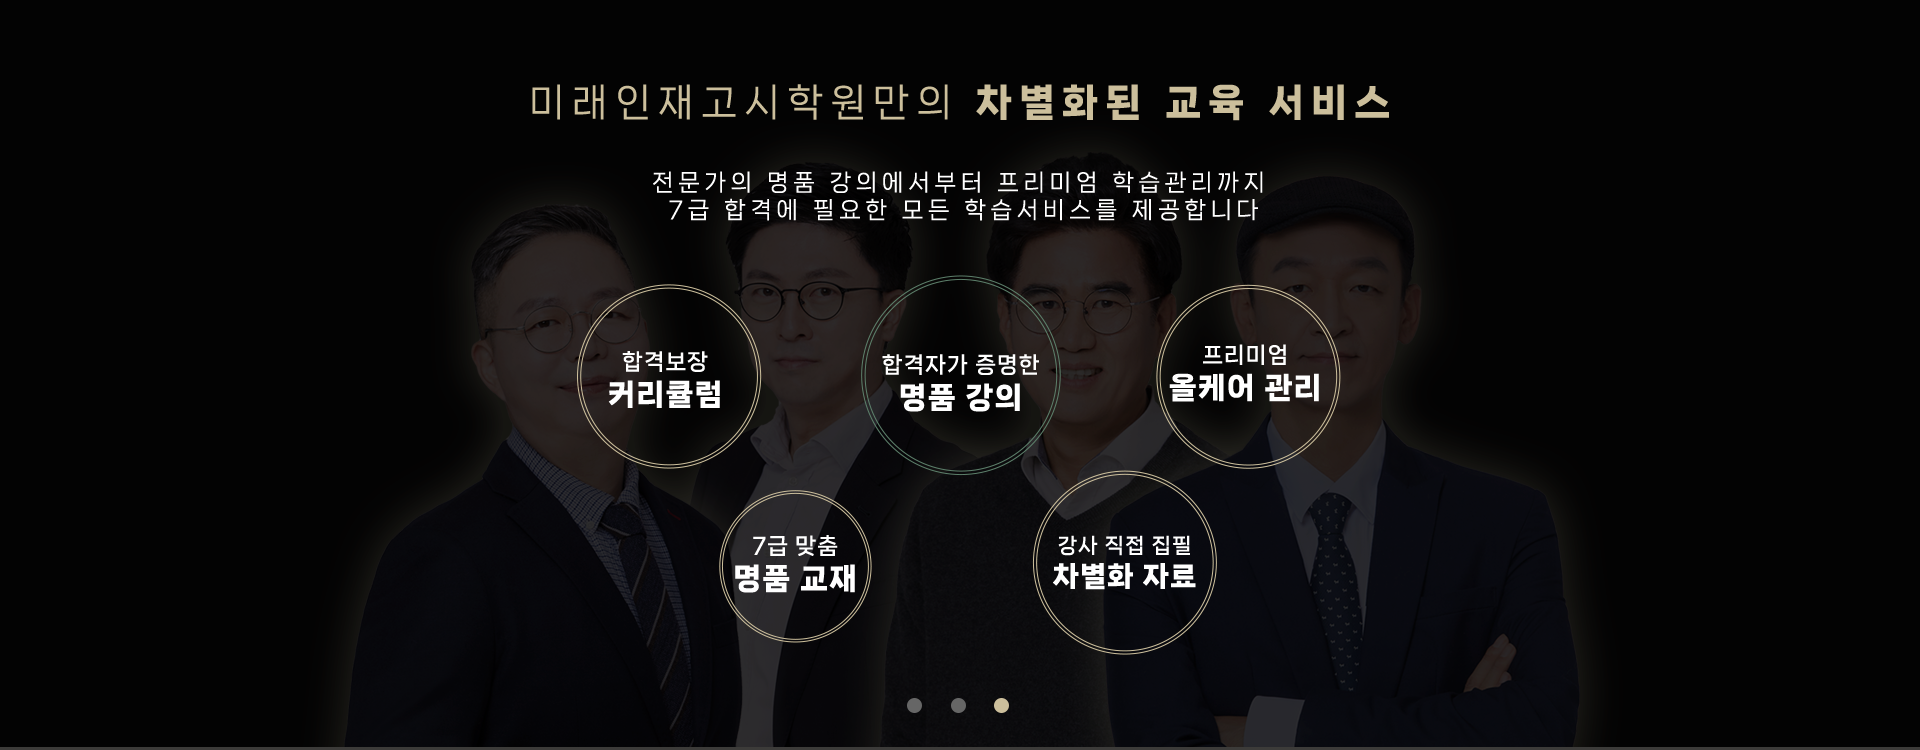 미래인재고시학원만의 차별화된 교육 서비스
전문가의 명품 강의에서부터 프리미엄 학습관리까지
7급 합격에 필요한 모든 학습서비스를 제공합니다
합격보장
커리큘럼
합격자가 증명한
명품 강의
프리미엄
올케어 관리
7급 맞춤
명품 교재
강사 직접 집필
차별화 자료